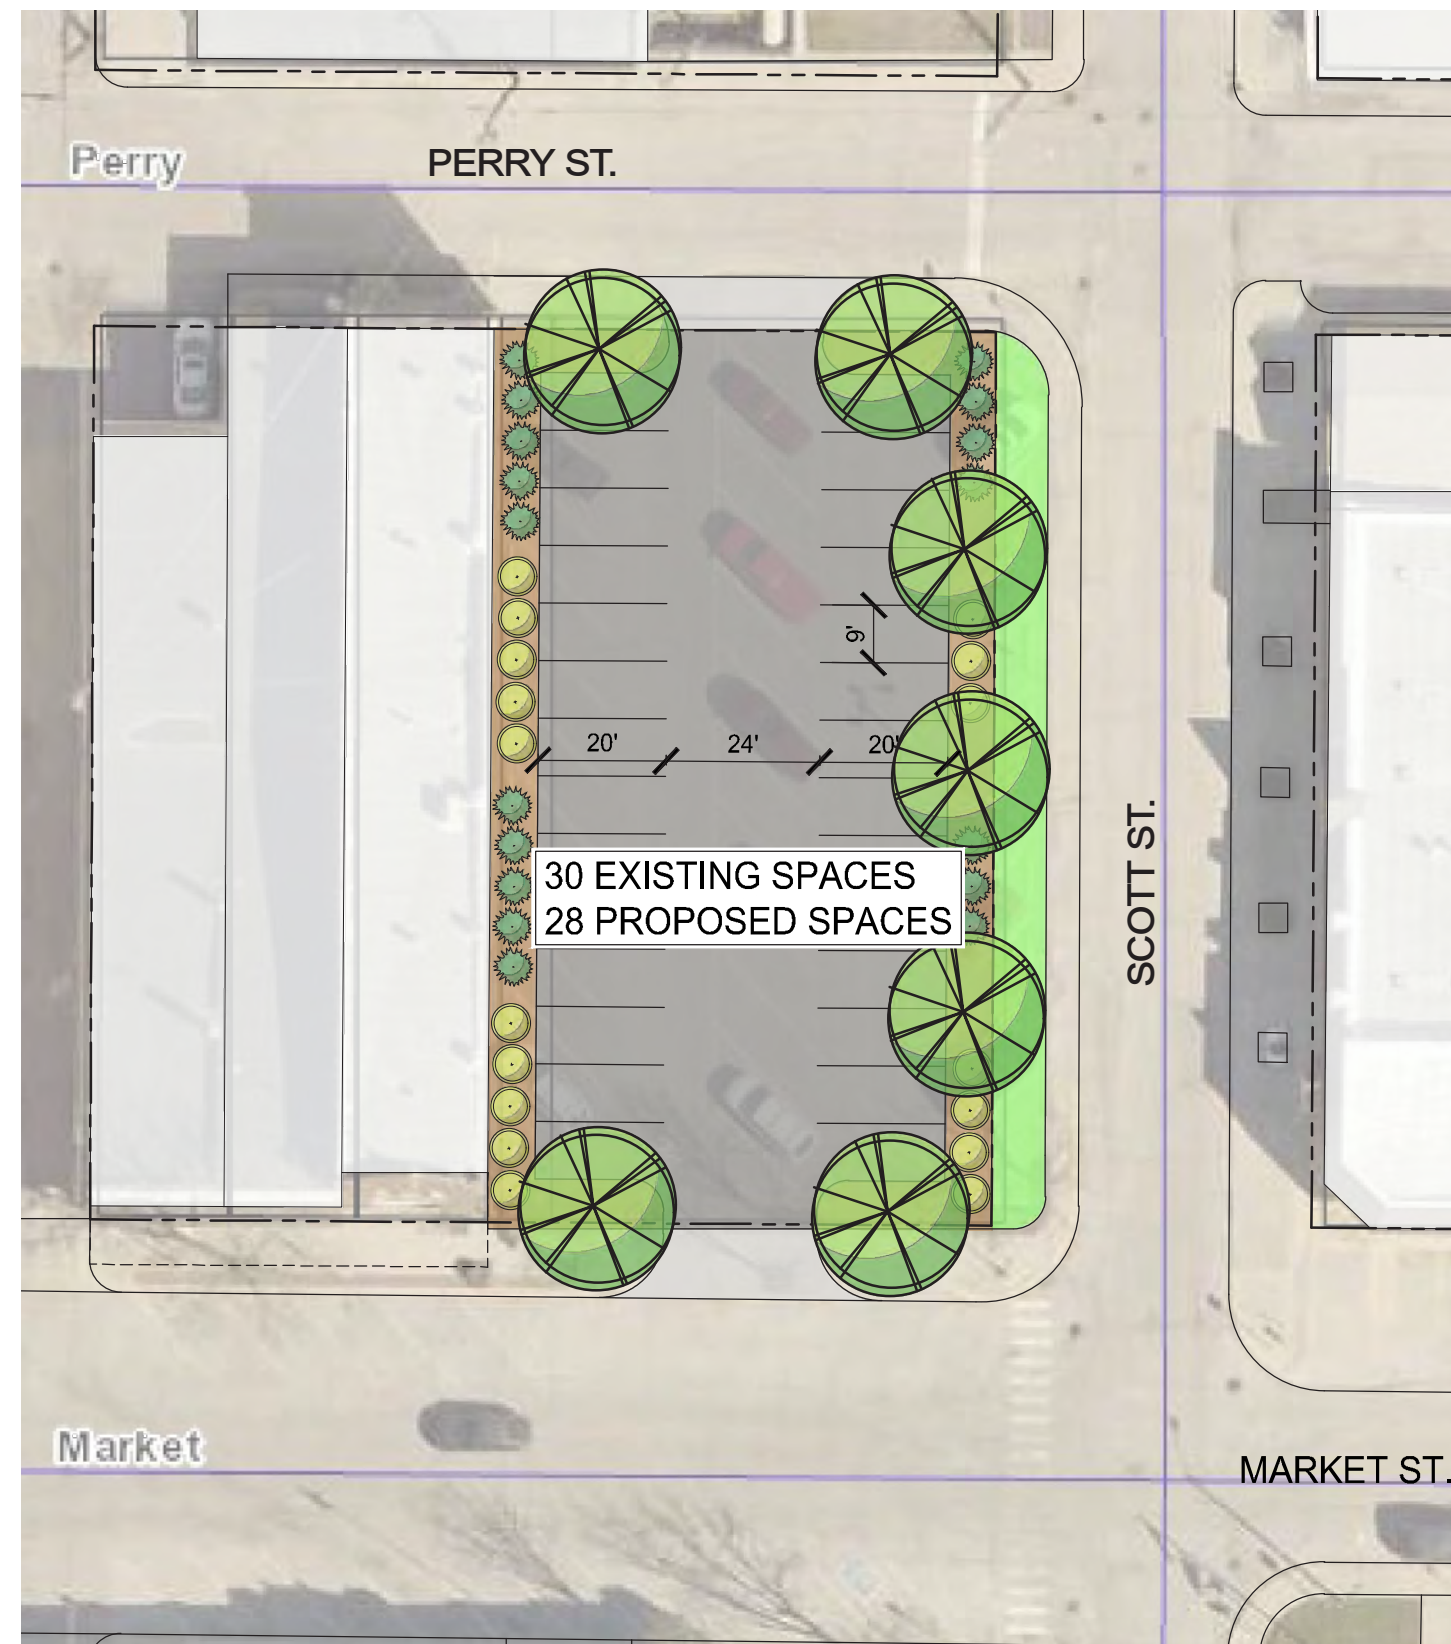 Perry
PERRY ST.
9'
20'
24'
20'
30 EXISTING SPACES
28 PROPOSED SPACES
SCOTT ST.
Market
MARKET ST.